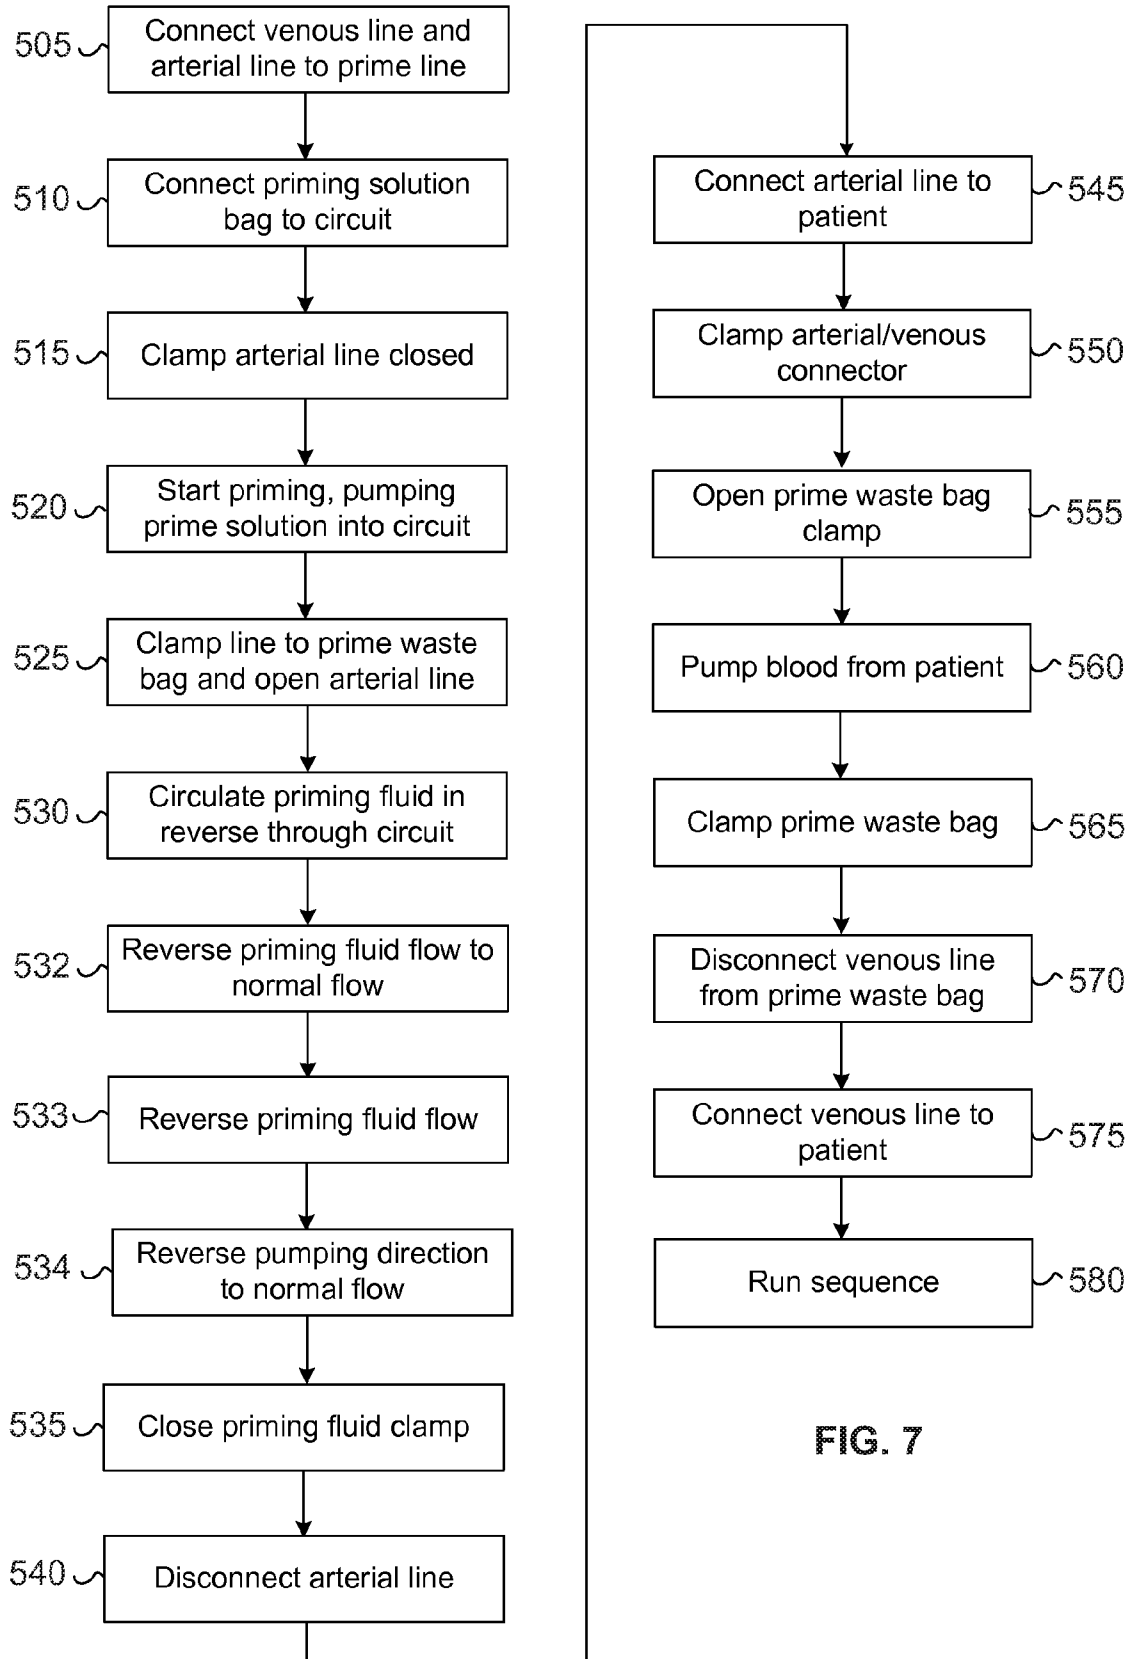 505
Connect venous line and
arterial line to prime line
510
Connect priming solution
bag to circuit
515
Clamp arterial line closed
520
Start priming, pumping
prime solution into circuit
525
Clamp line to prime waste
bag and open arterial line
530
Circulate priming fluid in
reverse through circuit
532
Reverse priming fluid flow to
normal flow
533
Reverse priming fluid flow
534
Reverse pumping direction
to normal flow
535
Close priming fluid clamp
540
Disconnect arterial line
Connect arterial line to
patient
545
Clamp arterial/venous
connector
550
Open prime waste bag
clamp
555
Pump blood from patient
560
Clamp prime waste bag
565
Disconnect venous line
from prime waste bag
570
Connect venous line to
patient
575
Run sequence
580
FIG. 7